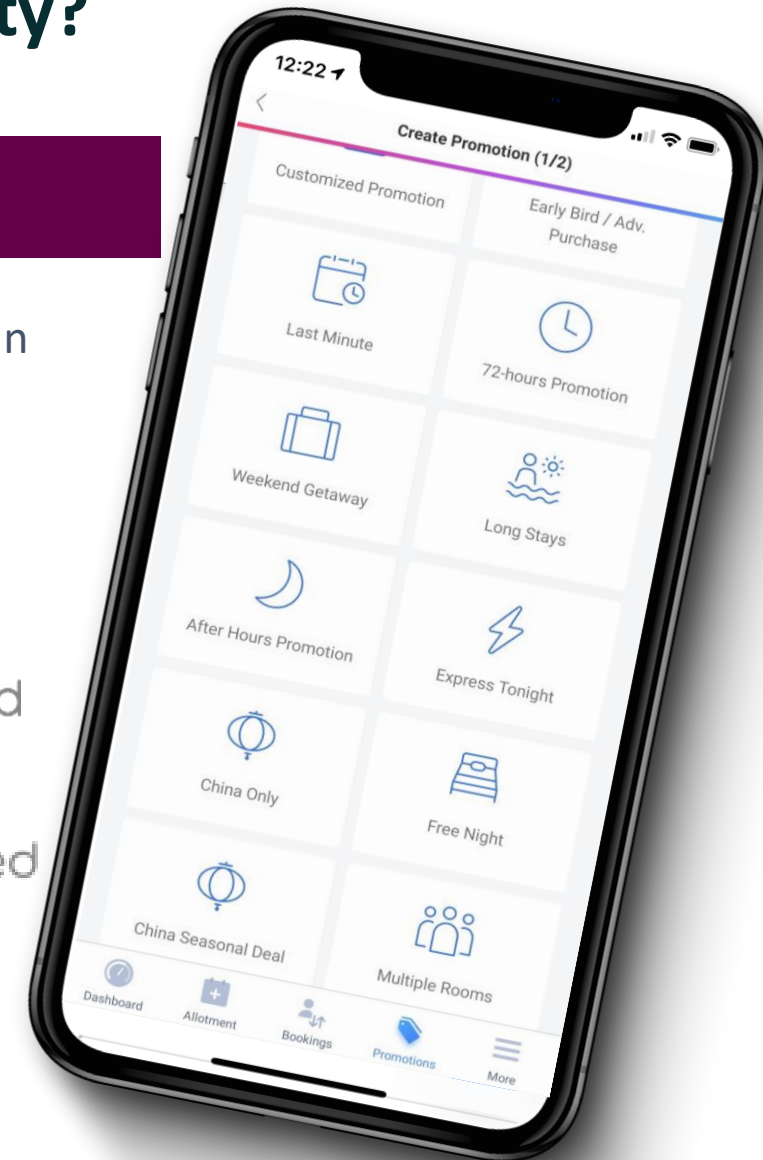 ty?
n
d
ed
12:22
Create Promotion (1/2)
Customized Promotion
Early Bird / Adv.
Purchase
Last Minute
72-hours Promotion
Weekend Getaway
Long Stays
After Hours Promotion
Express Tonight
China Only
Free Night
China Seasonal Deal
Multiple Rooms
Dashboard
Allotment
Bookings
Promotions
More